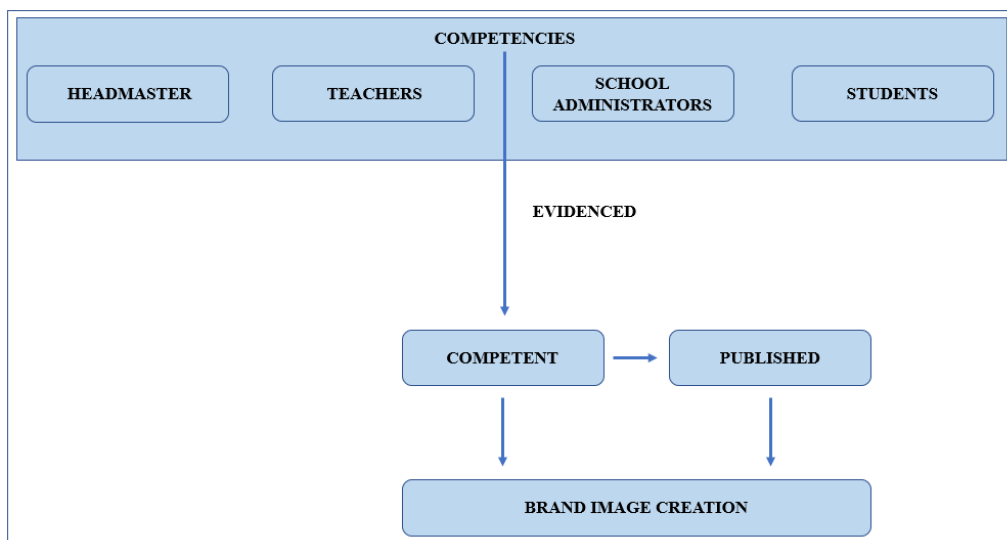 COMPETENCIES
HEADMASTER
TEACHERS
SCHOOL
ADMINISTRATORS
STUDENTS
EVIDENCED
COMPETENT
PUBLISHED
BRAND IMAGE CREATION